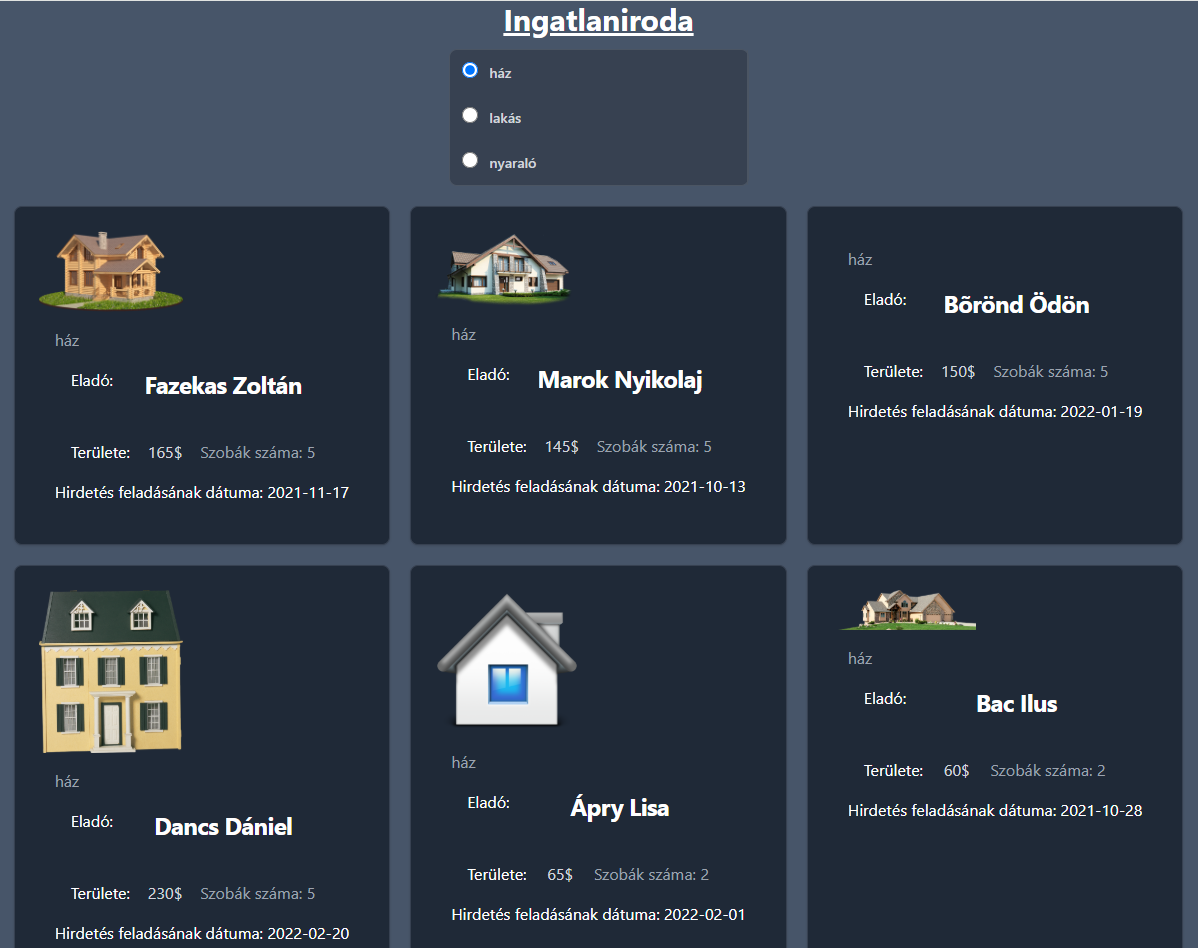 Ingatlaniroda
ház
lakás
nyaraló
ház
Eladó: Fazekas Zoltán
Területe: 165$ Szobák száma: 5
Hirdetés feladásának dátuma: 2021-11-17
ház
Eladó: Marok Nyikolaj
Területe: 145$ Szobák száma: 5
Hirdetés feladásának dátuma: 2021-10-13
ház
Eladó: Bőrönd Ödön
Területe: 150$ Szobák száma: 5
Hirdetés feladásának dátuma: 2022-01-19
ház
Eladó: Dancs Dániel
Területe: 230$ Szobák száma: 5
Hirdetés feladásának dátuma: 2022-02-20
ház
Eladó: Ápry Lisa
Területe: 65$ Szobák száma: 2
Hirdetés feladásának dátuma: 2022-02-01
ház
Eladó: Bac Ilus
Területe: 60$ Szobák száma: 2
Hirdetés feladásának dátuma: 2021-10-28